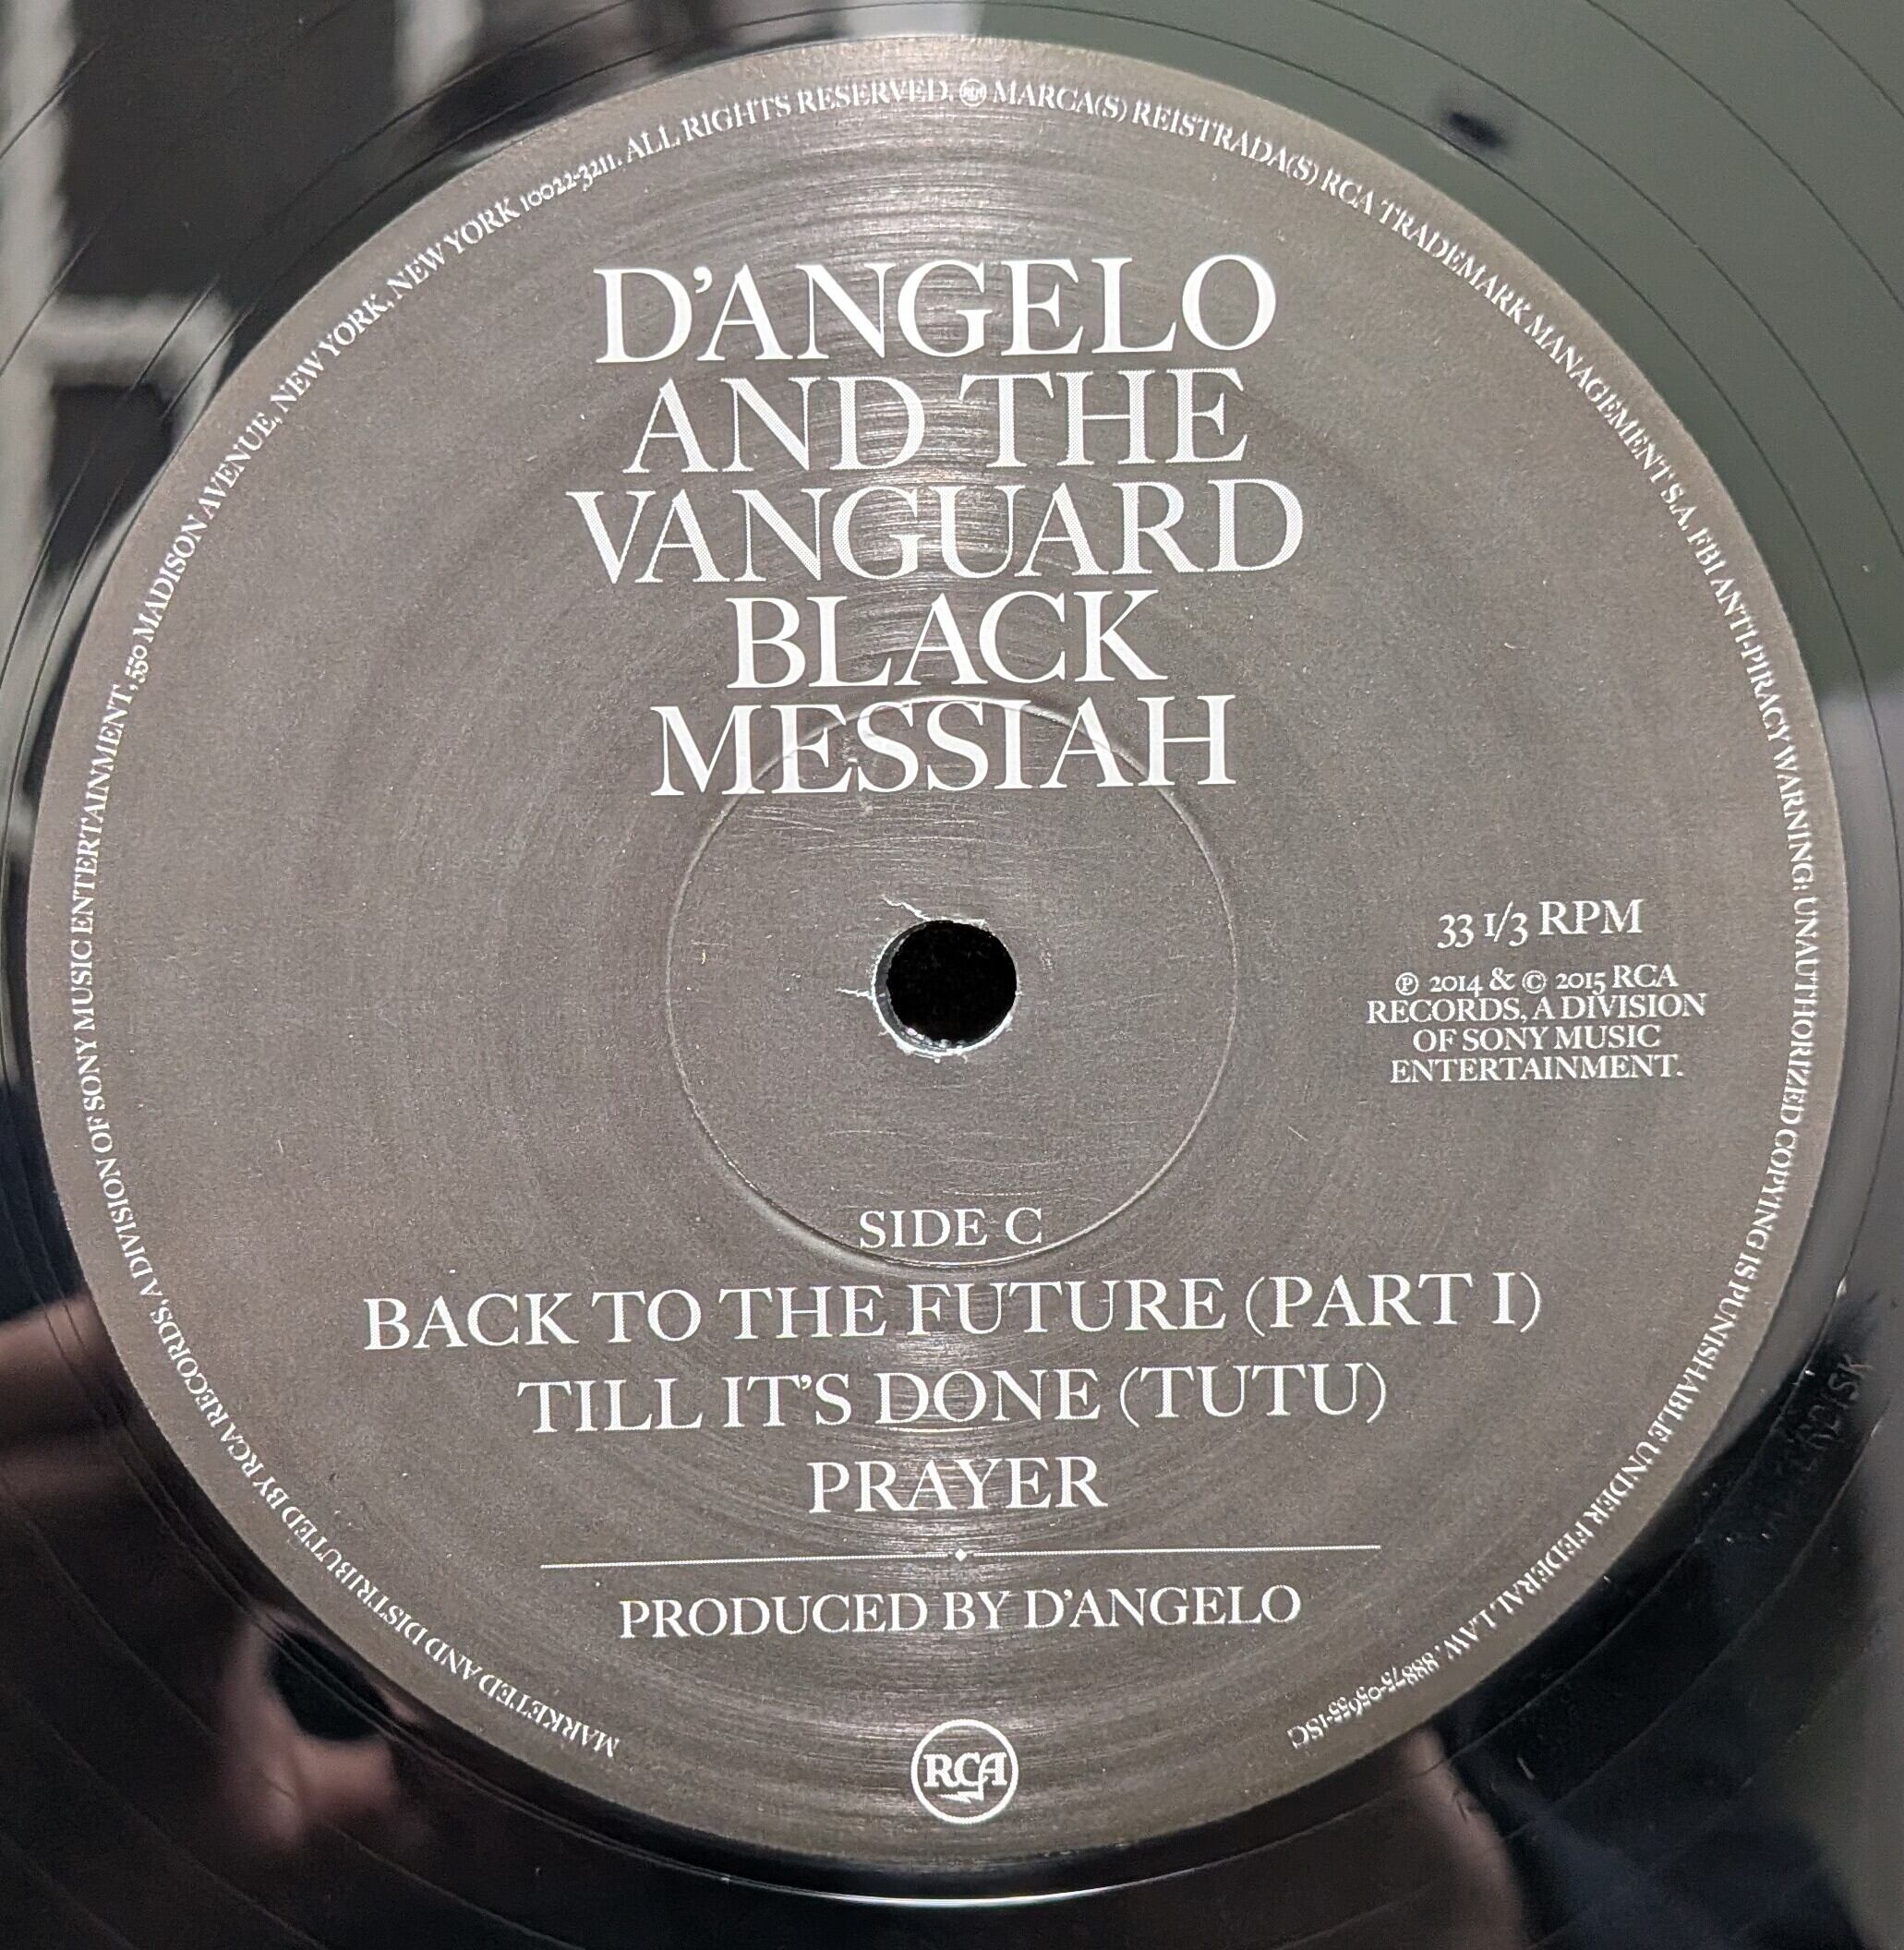 D'ANGELO
AND THE
VANGUARD
BLACK
MESSIAH
33 1/3 RPM
℗ 2014 & © 2015 RCA
RECORDS, A DIVISION
OF SONY MUSIC
ENTERTAINMENT.
SIDE C
BACK TO THE FUTURE (PART I)
TILL IT'S DONE (TUTU)
PRAYER
PRODUCED BY D'ANGELO
RCA
MARKETED AND DISTRIBUTED BY RCA RECORDS, A DIVISION OF SONY MUSIC ENTERTAINMENT, 550 MADISON AVENUE, NEW YORK, NEW YORK 10022-3211. ALL RIGHTS RESERVED. RCA MARCA(S) REISTRADA(S) RCA TRADEMARK MANAGEMENT S.A. FBI ANTI-PIRACY WARNING: UNAUTHORIZED COPYING IS PUNISHABLE UNDER FEDERAL LAW. 88875-05655-1SC